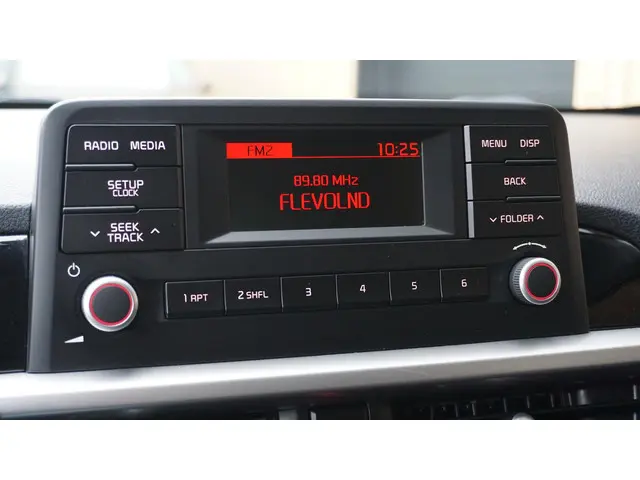 RADIO MEDIA
SETUP
CLOCK
SEEK
TRACK
FM2 10:25
89.80 MHz
FLEVOLND
MENU DISP
BACK
FOLDER
1 RPT 2 SHFL 3 4 5 6